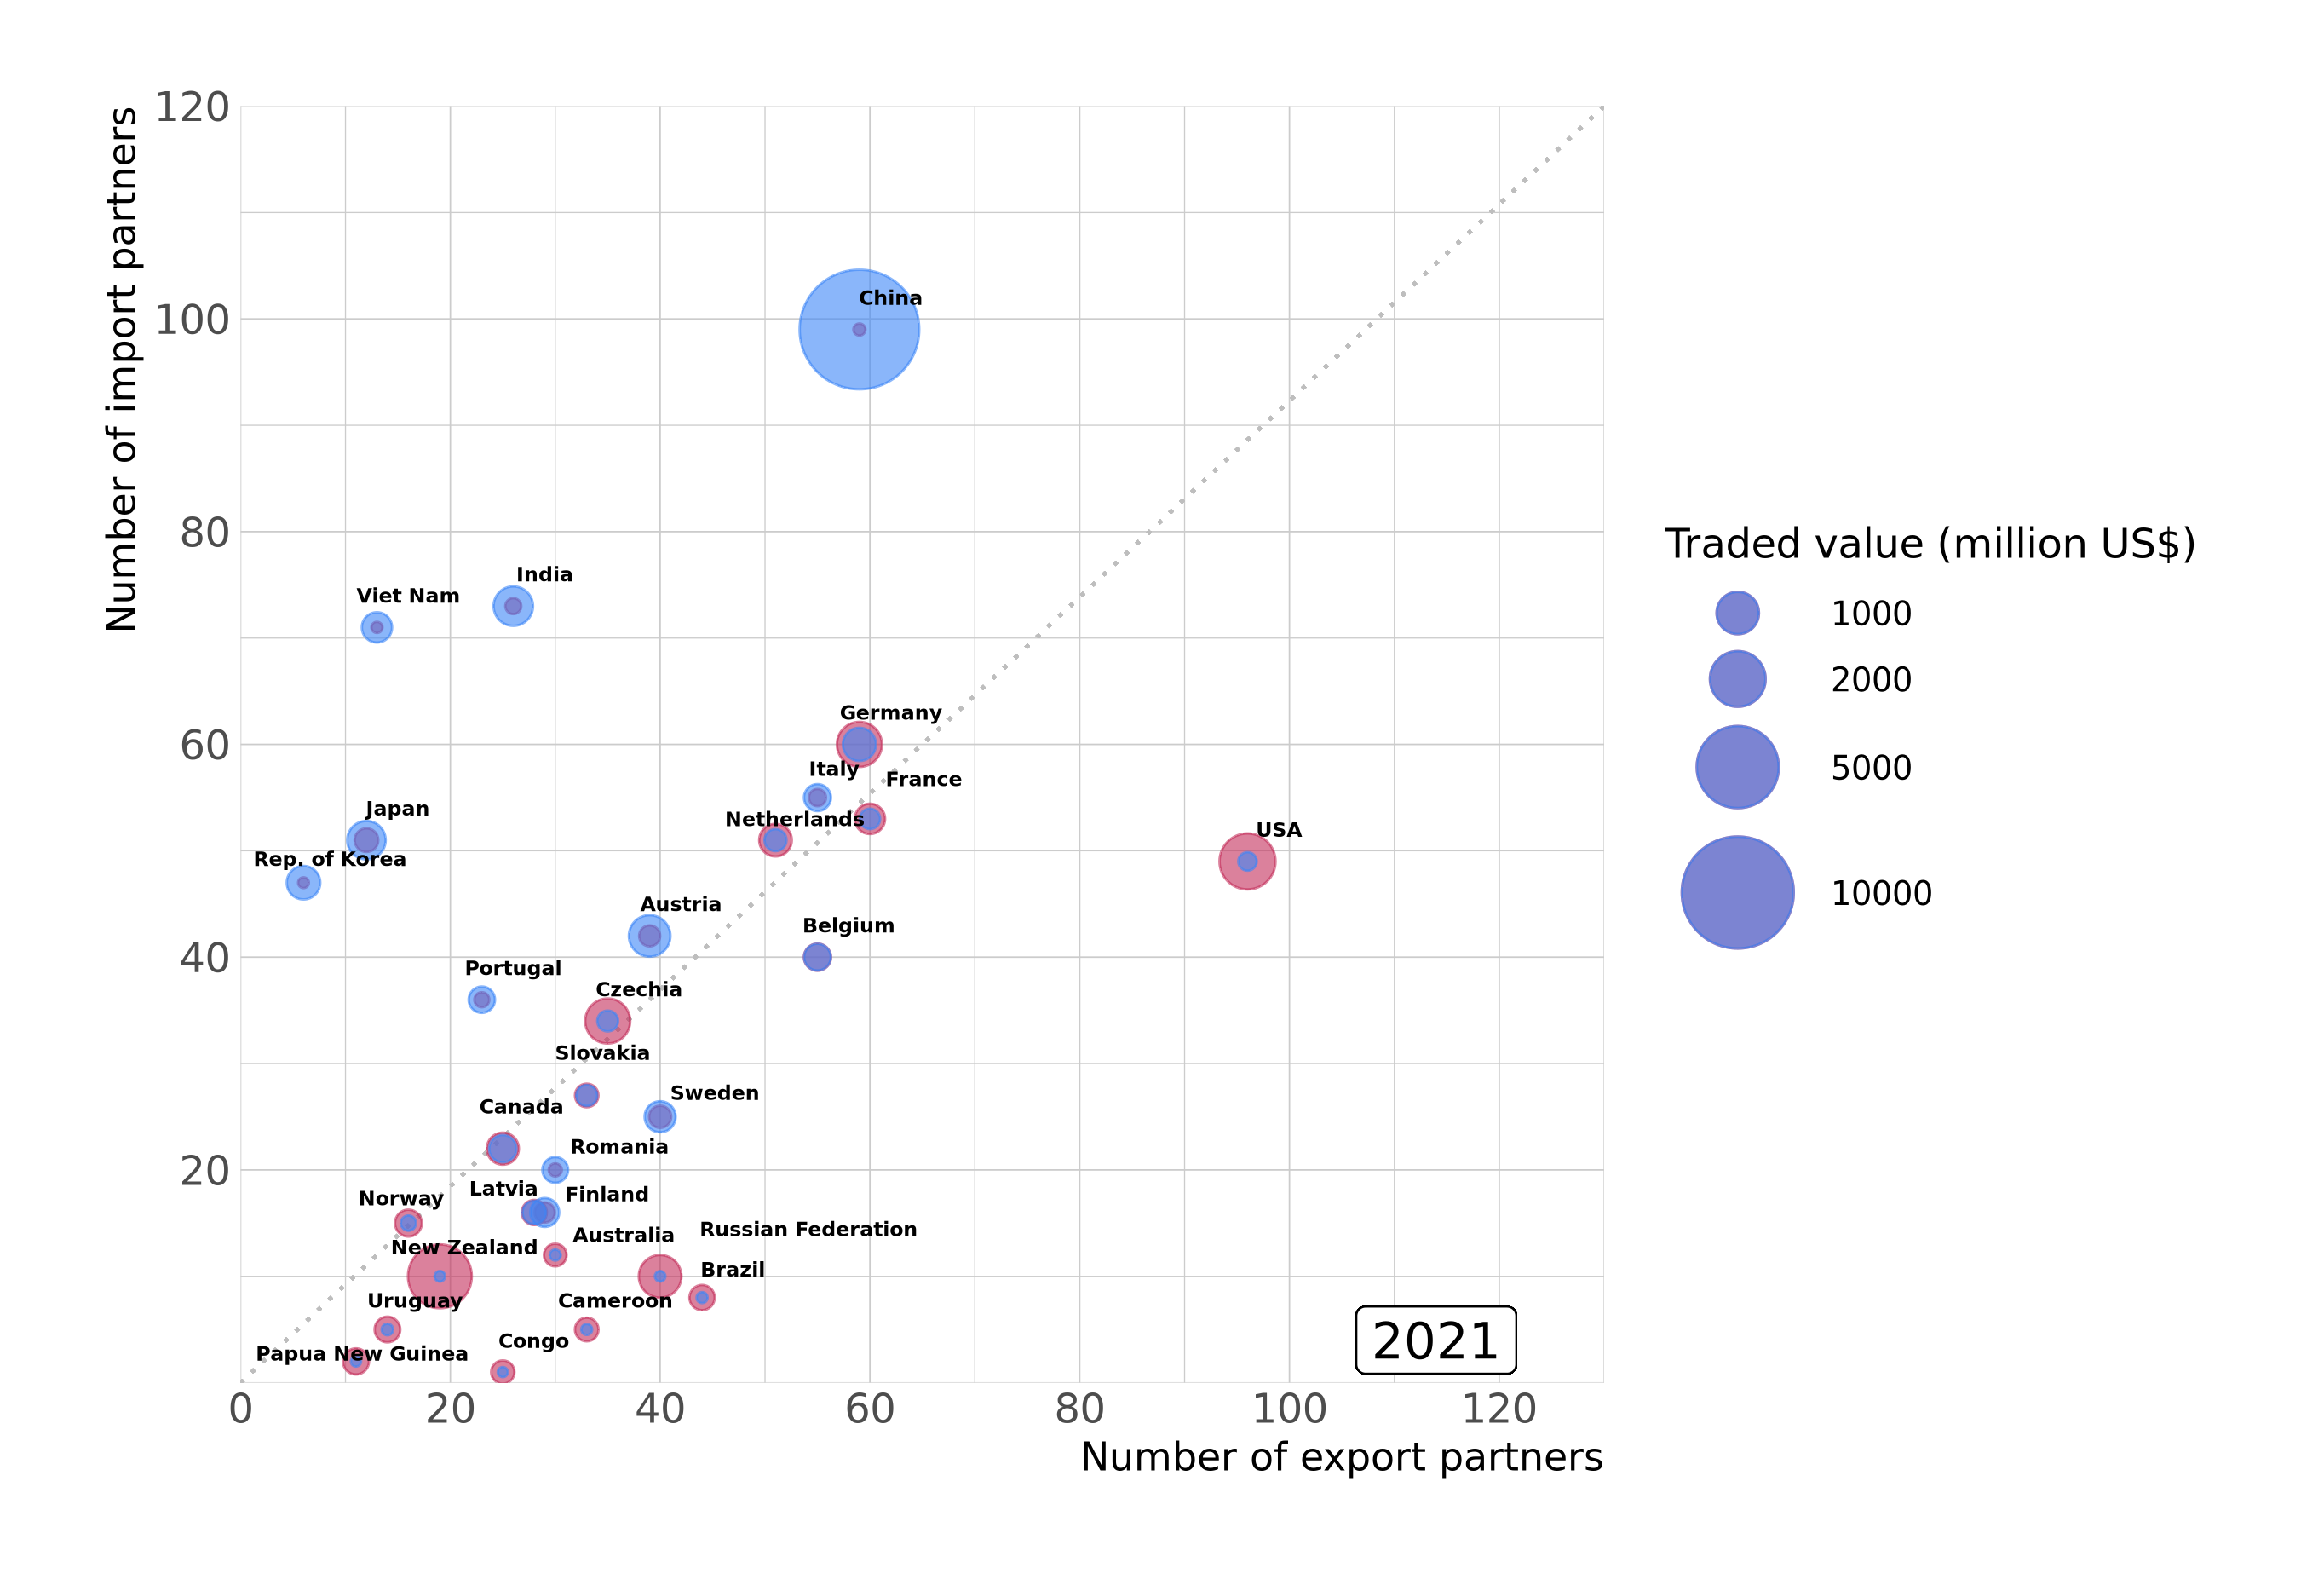 Number of import partners
120
100
80
60
40
20
China
India
Viet Nam
Germany
Italy
France
Japan
Netherlands
USA
Rep. of Korea
Austria
Belgium
Portugal
Czechia
Slovakia
Sweden
Canada
Romania
Latvia
Finland
Norway
Australia
Russian Federation
New Zealand
Brazil
Uruguay
Cameroon
Congo
Papua New Guinea
2021
0 20 40 60 80 100 120
Number of export partners
Traded value (million US$)
1000
2000
5000
10000